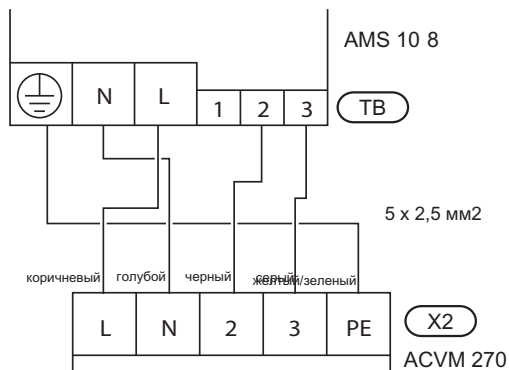 AMS 10 8
N L 1 2 3 TB
5 x 2,5 мм2
коричневый голубой черный серый желтый/зеленый
L N 2 3 PE X2
ACVM 270